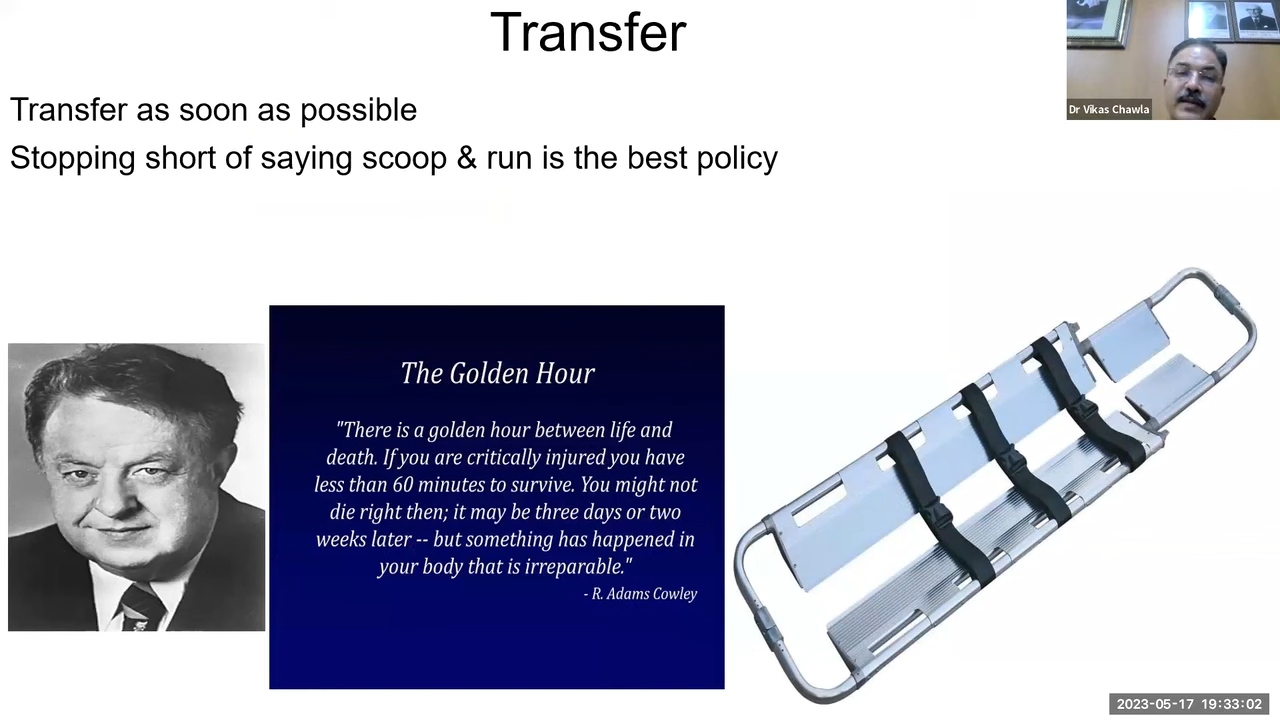 Transfer
Dr Vikas Chawla
Transfer as soon as possible
Stopping short of saying scoop & run is the best policy
The Golden Hour
"There is a golden hour between life and
death. If you are critically injured you have
less than 60 minutes to survive. You might not
die right then; it may be three days or two
weeks later -- but something has happened in
your body that is irreparable."
- R. Adams Cowley
2023-05-17 19:33:02